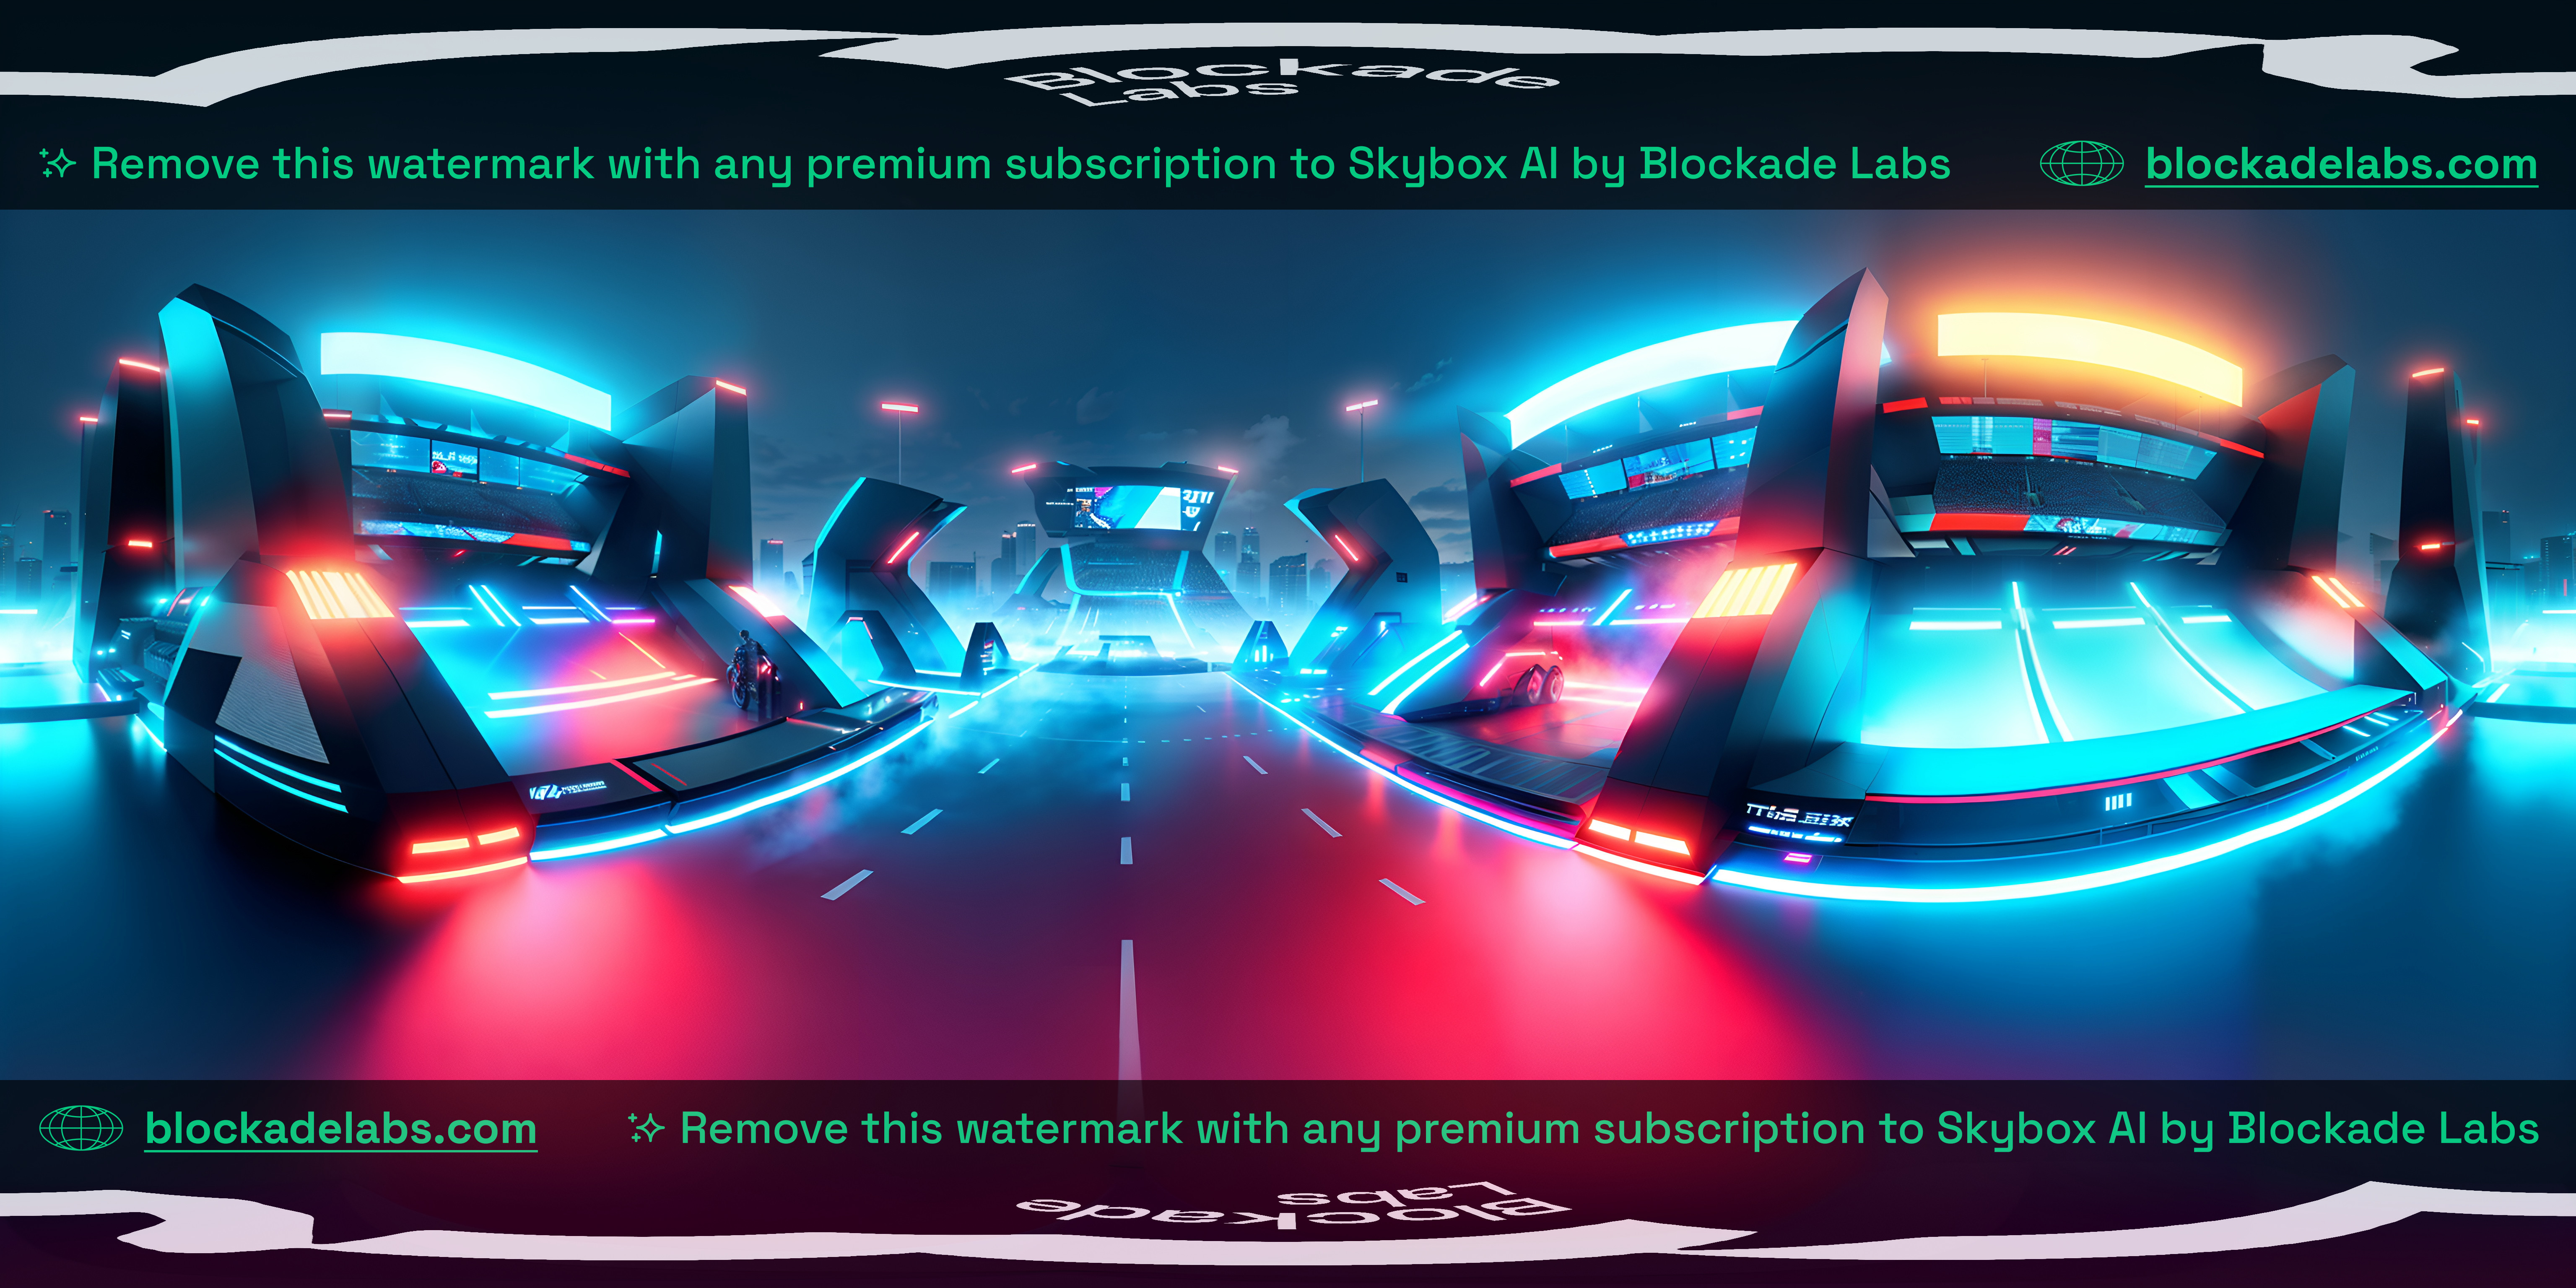 Blockade
Labs
Remove this watermark with any premium subscription to Skybox AI by Blockade Labs
blockadelabs.com
blockadelabs.com
Remove this watermark with any premium subscription to Skybox AI by Blockade Labs
Blockade
Labs